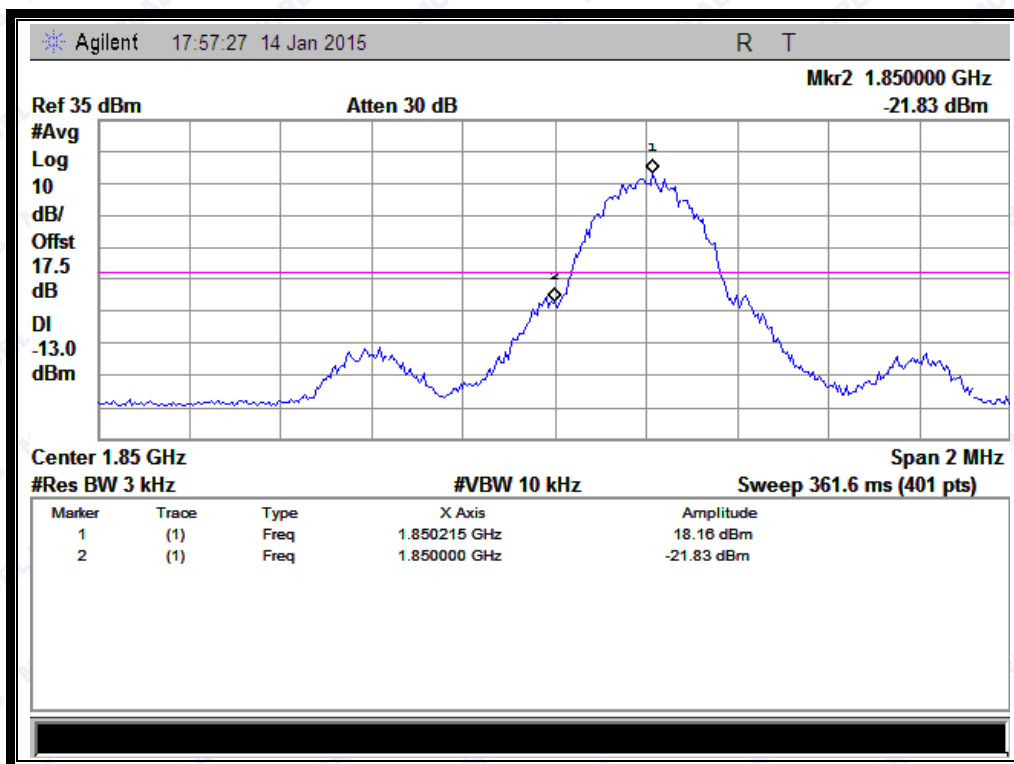 Agilent 17:57:27 14 Jan 2015 R T
Mkr2 1.850000 GHz
Ref 35 dBm Atten 30 dB -21.83 dBm
#Avg
Log
10
dB/
Offst
17.5
dB
DI
-13.0
dBm
1
2
Center 1.85 GHz Span 2 MHz
#Res BW 3 kHz #VBW 10 kHz Sweep 361.6 ms (401 pts)
Marker Trace Type X Axis Amplitude
1 (1) Freq 1.850215 GHz 18.16 dBm
2 (1) Freq 1.850000 GHz -21.83 dBm